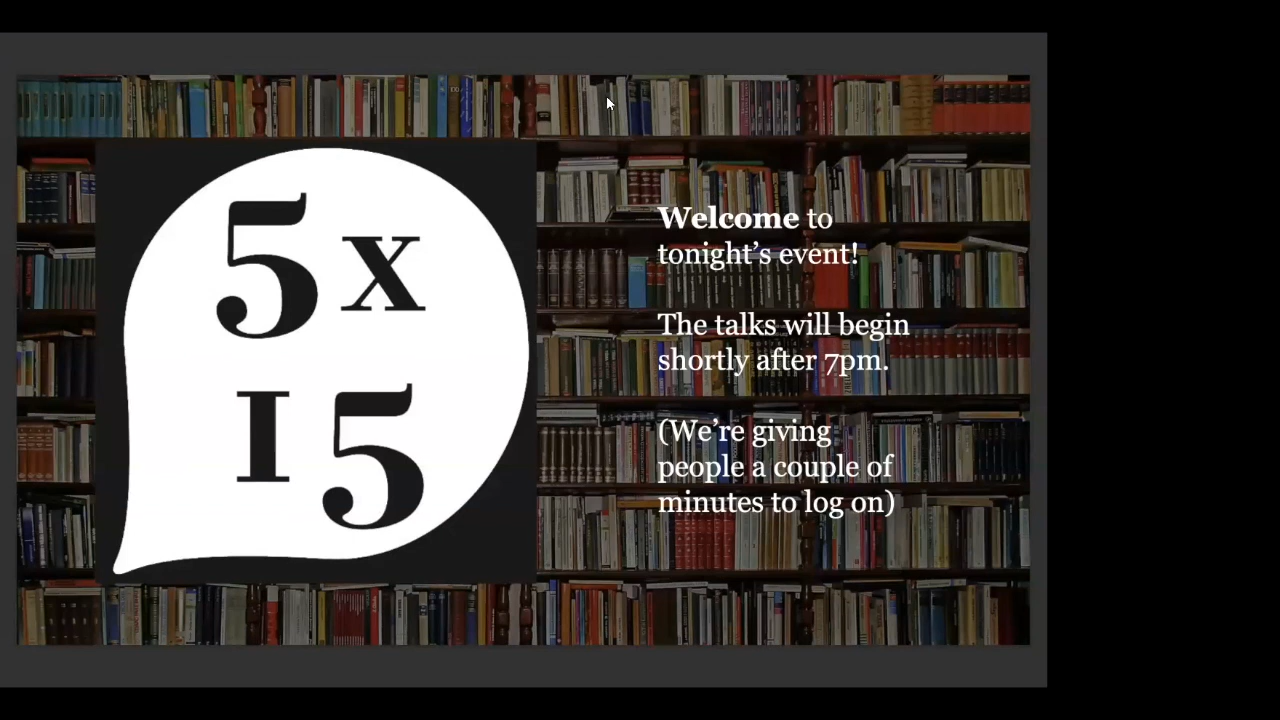 5x
15
Welcome to
tonight’s event!
The talks will begin
shortly after 7pm.
(We’re giving
people a couple of
minutes to log on)